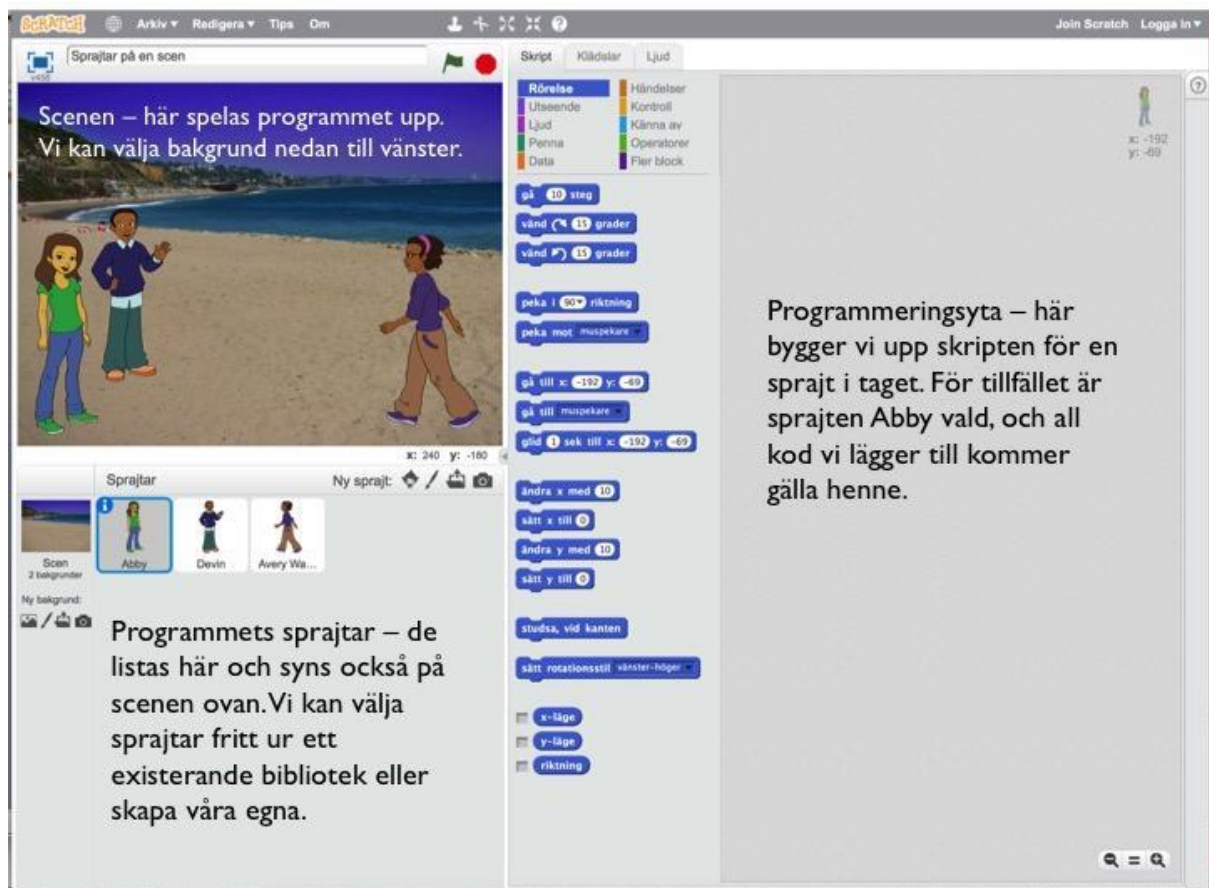 SCRATCH Arkiv Redigera Tips Om Join Scratch Logga in
v456
Sprajtar på en scen
Scenen – här spelas programmet upp.
Vi kan välja bakgrund nedan till vänster.
x: 240 y: -180
Sprajtar Ny sprajt:
Scen
2 bakgrunder
Ny bakgrund:
Abby Devin Avery Wa...
Programmets sprajtar – de
listas här och syns också på
scenen ovan. Vi kan välja
sprajtar fritt ur ett
existerande bibliotek eller
skapa våra egna.
Skript Klädslar Ljud
Rörelse Händelser
Utseende Kontroll
Ljud Känna av
Penna Operatorer
Data Fler block
gå 10 steg
vänd 15 grader
vänd 15 grader
peka i 90 riktning
peka mot muspekare
gå till x: -192 y: -69
gå till muspekare
glid 1 sek till x: -192 y: -69
ändra x med 10
sätt x till 0
ändra y med 10
sätt y till 0
studsa, vid kanten
sätt rotationsstil vänster-höger
x-läge
y-läge
riktning
x: -192
y: -69
Programmeringsyta – här
bygger vi upp skripten för en
sprajt i taget. För tillfället är
sprajten Abby vald, och all
kod vi lägger till kommer
gälla henne.